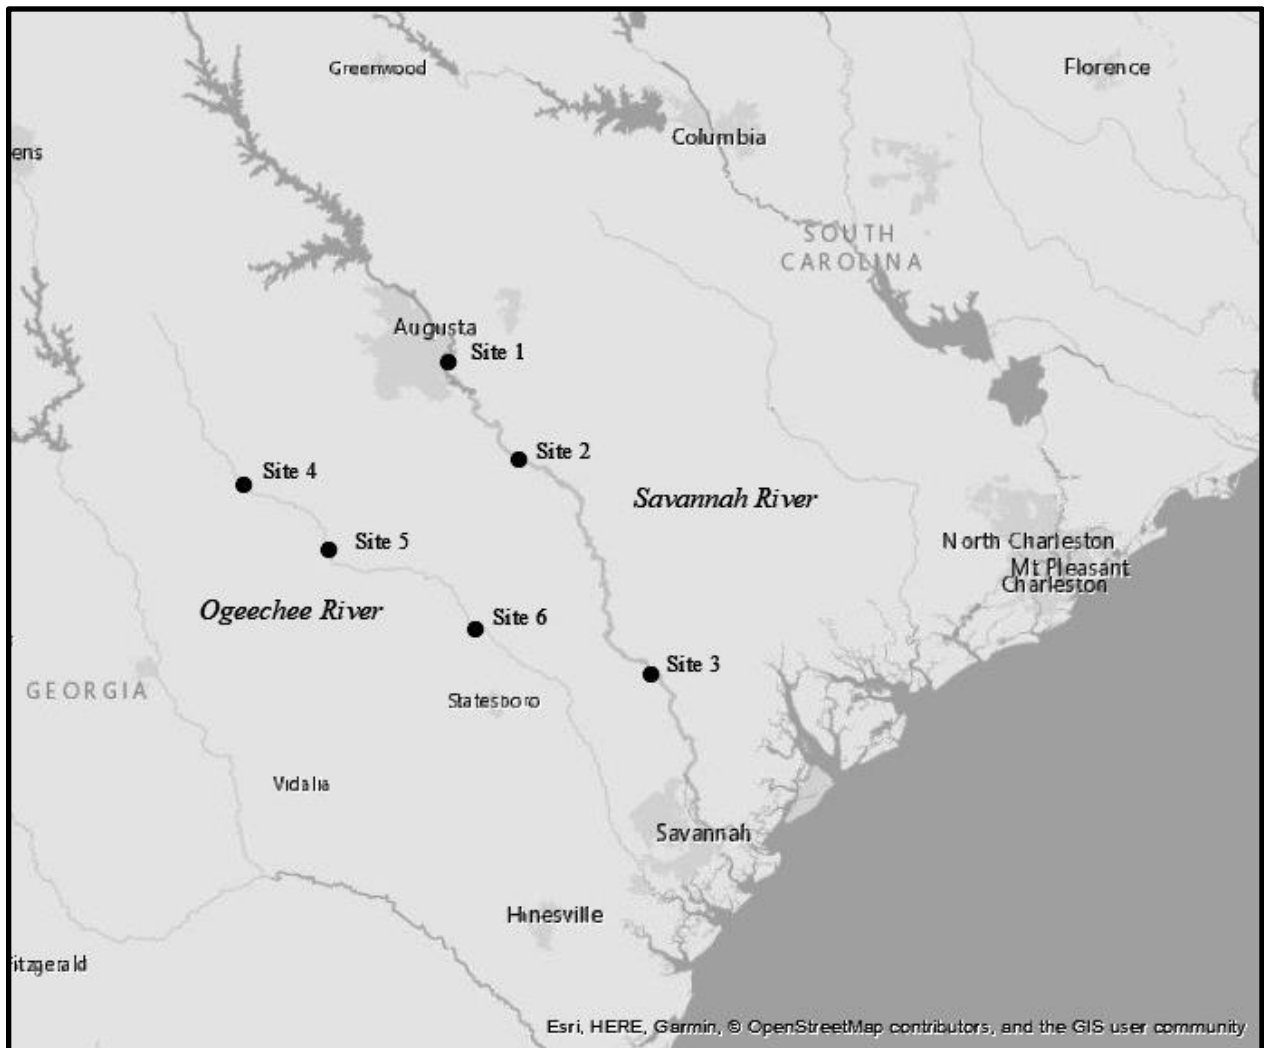 Greenwood
Florence
Columbia
ens
SOUTH
CAROLINA
Augusta
Site 1
Site 2
Site 4
Savannah River
Site 5
North Charleston
Mt Pleasant
Charleston
Ogeechee River
Site 6
Site 3
GEORGIA
Statesboro
Vidalia
Savannah
Hinesville
itzgerald
Esri, HERE, Garmin, © OpenStreetMap contributors, and the GIS user community